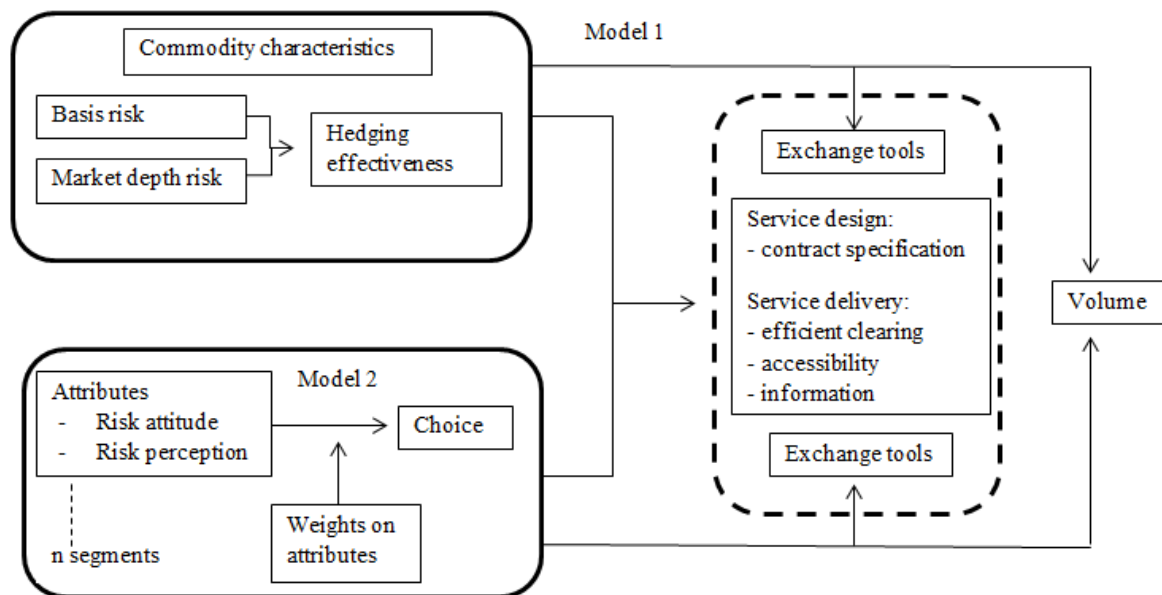 Model 1
Commodity characteristics
Basis risk
Market depth risk
Hedging
effectiveness
Exchange tools
Service design:
- contract specification
Service delivery:
- efficient clearing
- accessibility
- information
Exchange tools
Volume
Model 2
Attributes
- Risk attitude
- Risk perception
Choice
Weights on
attributes
n segments